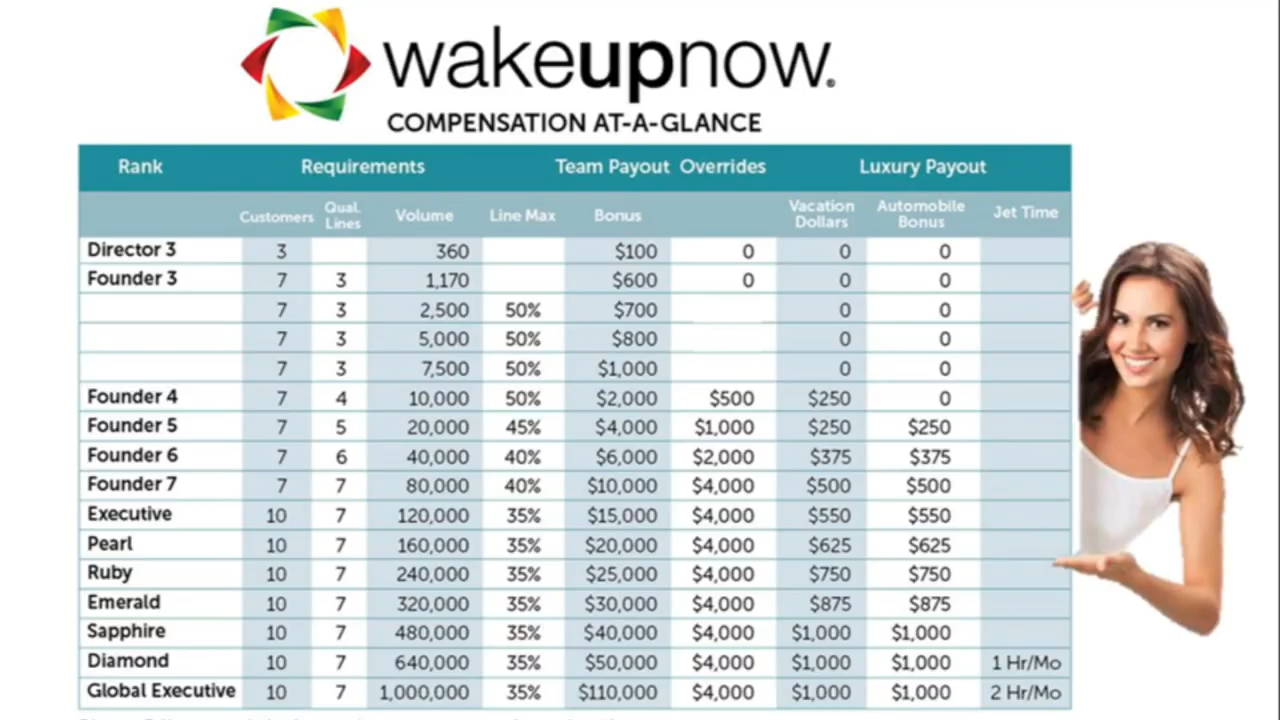 wakeupnow.
COMPENSATION AT-A-GLANCE
Rank Requirements Team Payout Overrides Luxury Payout
Customers Qual. Lines Volume Line Max Bonus Vacation Dollars Automobile Bonus Jet Time
Director 3 3 360 $100 0 0 0
Founder 3 7 3 1,170 $600 0 0 0
7 3 2,500 50% $700 0 0
7 3 5,000 50% $800 0 0
7 3 7,500 50% $1,000 0 0
Founder 4 7 4 10,000 50% $2,000 $500 $250 0
Founder 5 7 5 20,000 45% $4,000 $1,000 $250 $250
Founder 6 7 6 40,000 40% $6,000 $2,000 $375 $375
Founder 7 7 7 80,000 40% $10,000 $4,000 $500 $500
Executive 10 7 120,000 35% $15,000 $4,000 $550 $550
Pearl 10 7 160,000 35% $20,000 $4,000 $625 $625
Ruby 10 7 240,000 35% $25,000 $4,000 $750 $750
Emerald 10 7 320,000 35% $30,000 $4,000 $875 $875
Sapphire 10 7 480,000 35% $40,000 $4,000 $1,000 $1,000
Diamond 10 7 640,000 35% $50,000 $4,000 $1,000 $1,000 1 Hr/Mo
Global Executive 10 7 1,000,000 35% $110,000 $4,000 $1,000 $1,000 2 Hr/Mo